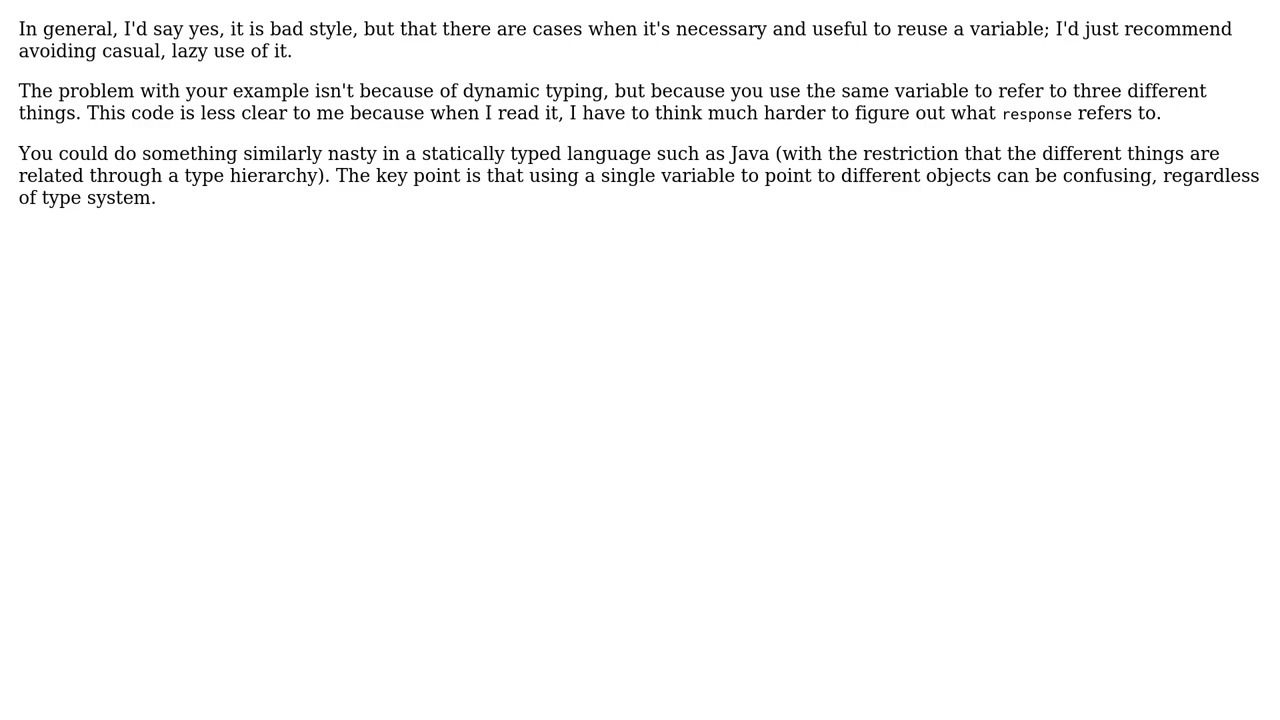 In general, I'd say yes, it is bad style, but that there are cases when it's necessary and useful to reuse a variable; I'd just recommend
avoiding casual, lazy use of it.
The problem with your example isn't because of dynamic typing, but because you use the same variable to refer to three different
things. This code is less clear to me because when I read it, I have to think much harder to figure out what response refers to.
You could do something similarly nasty in a statically typed language such as Java (with the restriction that the different things are
related through a type hierarchy). The key point is that using a single variable to point to different objects can be confusing, regardless
of type system.